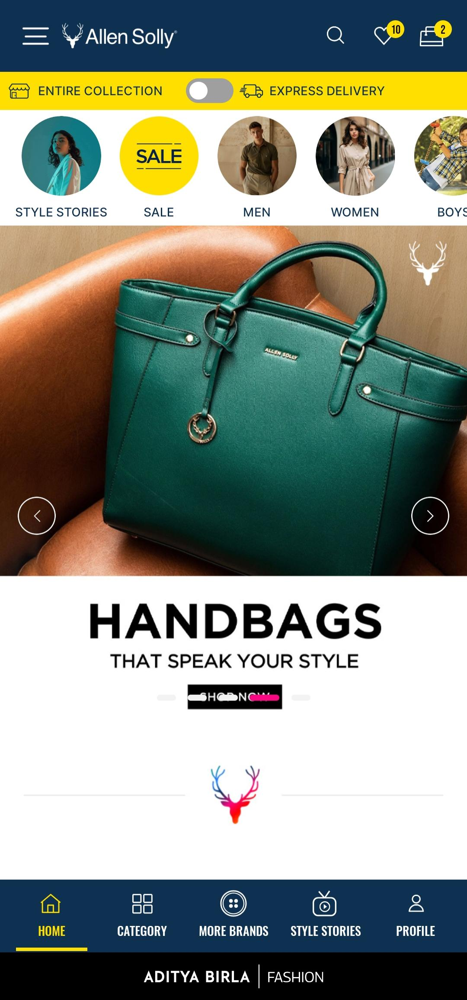 Allen Solly®
10
2
ENTIRE COLLECTION
EXPRESS DELIVERY
SALE
STYLE STORIES
SALE
MEN
WOMEN
BOYS
ALLEN SOLLY
HANDBAGS
THAT SPEAK YOUR STYLE
SHOP NOW
HOME
CATEGORY
MORE BRANDS
STYLE STORIES
PROFILE
ADITYA BIRLA | FASHION